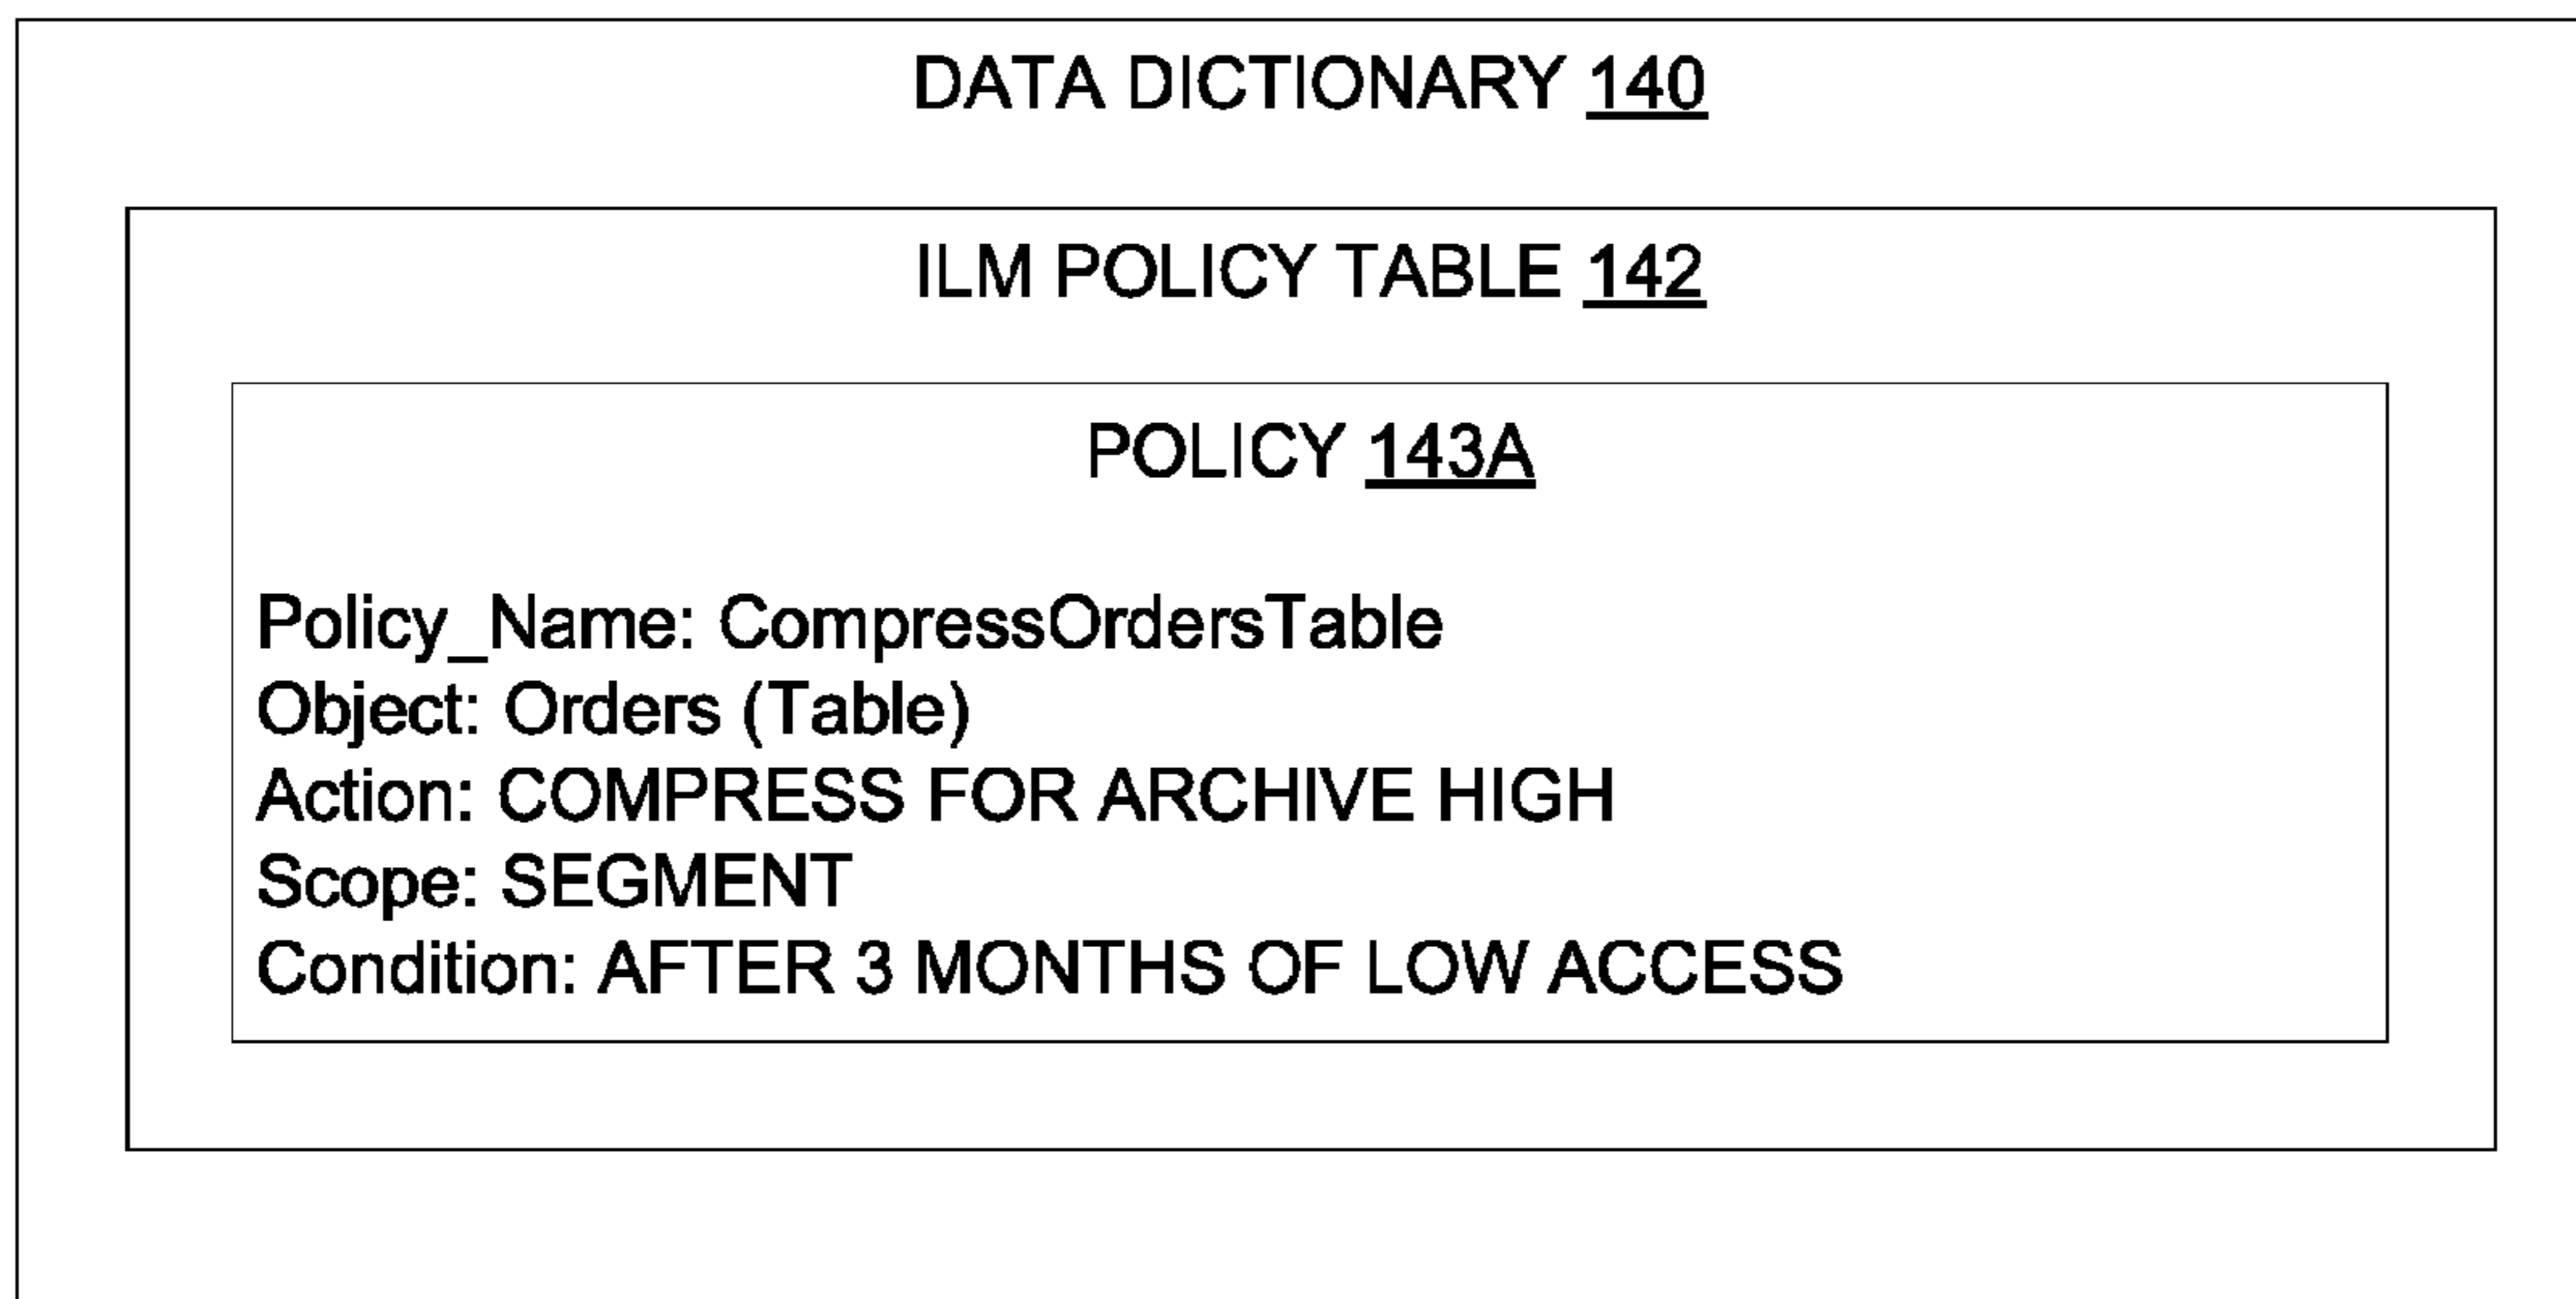 DATA DICTIONARY 140
ILM POLICY TABLE 142
POLICY 143A
Policy_Name: CompressOrdersTable
Object: Orders (Table)
Action: COMPRESS FOR ARCHIVE HIGH
Scope: SEGMENT
Condition: AFTER 3 MONTHS OF LOW ACCESS